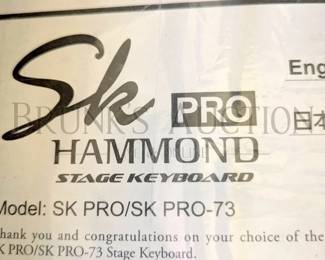 Sk
Eng
PRO
日本
BRUNK'S AUCTION
HAMMOND
STAGE KEYBOARD
Model: SK PRO/SK PRO-73
hank you and congratulations on your choice of the
K PRO/SK PRO-73 Stage Keyboard.